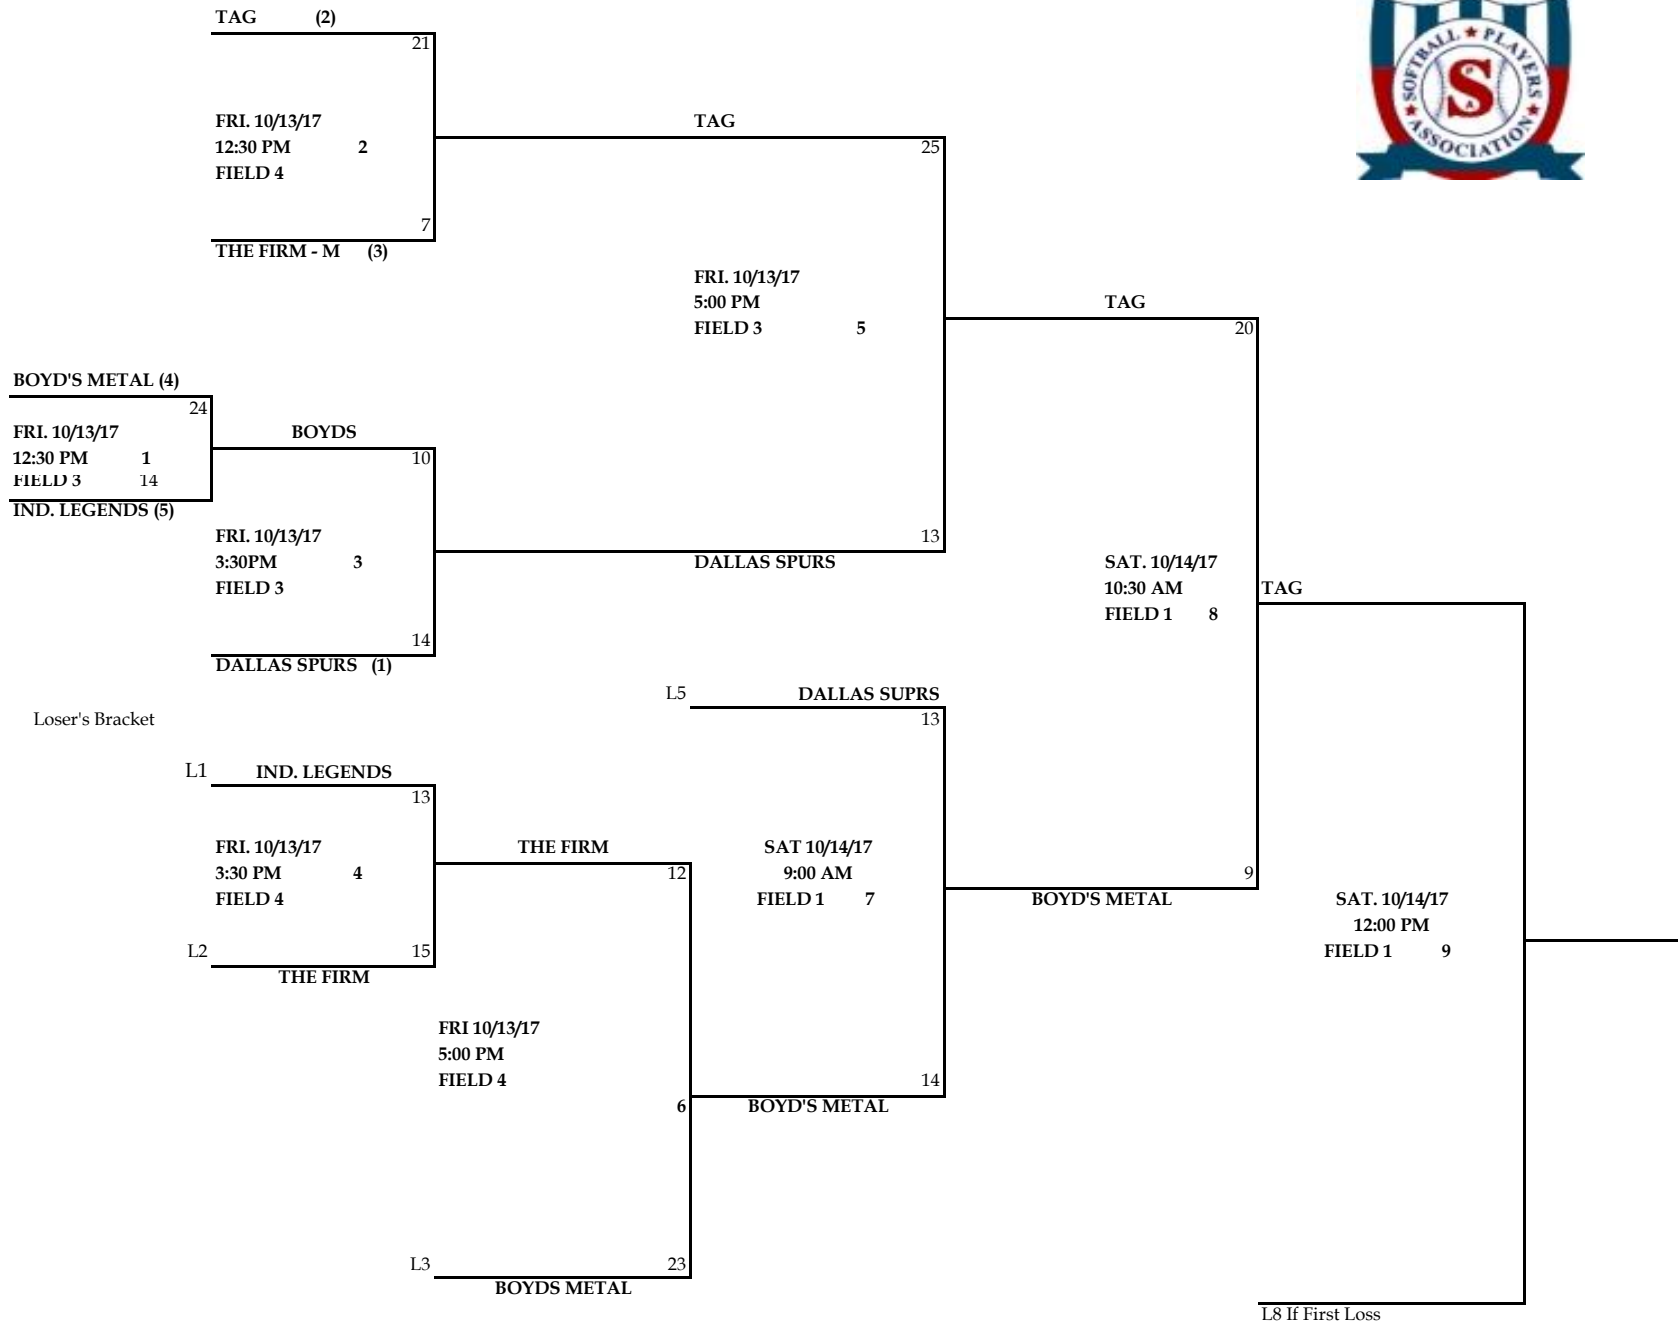 TAG (2)
21
FRI. 10/13/17
12:30 PM 2
FIELD 4
7
THE FIRM - M (3)
SOFTBALL ★ PLAYERS ★ ASSOCIATION ★
S
P
A
TAG
25
FRI. 10/13/17
5:00 PM
FIELD 3 5
13
DALLAS SPURS
TAG
20
BOYD'S METAL (4)
24
FRI. 10/13/17
12:30 PM 1
FIELD 3 14
IND. LEGENDS (5)
BOYDS
10
FRI. 10/13/17
3:30PM 3
FIELD 3
14
DALLAS SPURS (1)
SAT. 10/14/17
10:30 AM
FIELD 1 8
TAG
Loser's Bracket
L5 DALLAS SUPRS
13
L1 IND. LEGENDS
13
FRI. 10/13/17
3:30 PM 4
FIELD 4
L2 15
THE FIRM
THE FIRM
12
SAT 10/14/17
9:00 AM
FIELD 1 7
9
BOYD'S METAL
SAT. 10/14/17
12:00 PM
FIELD 1 9
FRI 10/13/17
5:00 PM
FIELD 4
6
14
BOYD'S METAL
L3 23
BOYDS METAL
L8 If First Loss